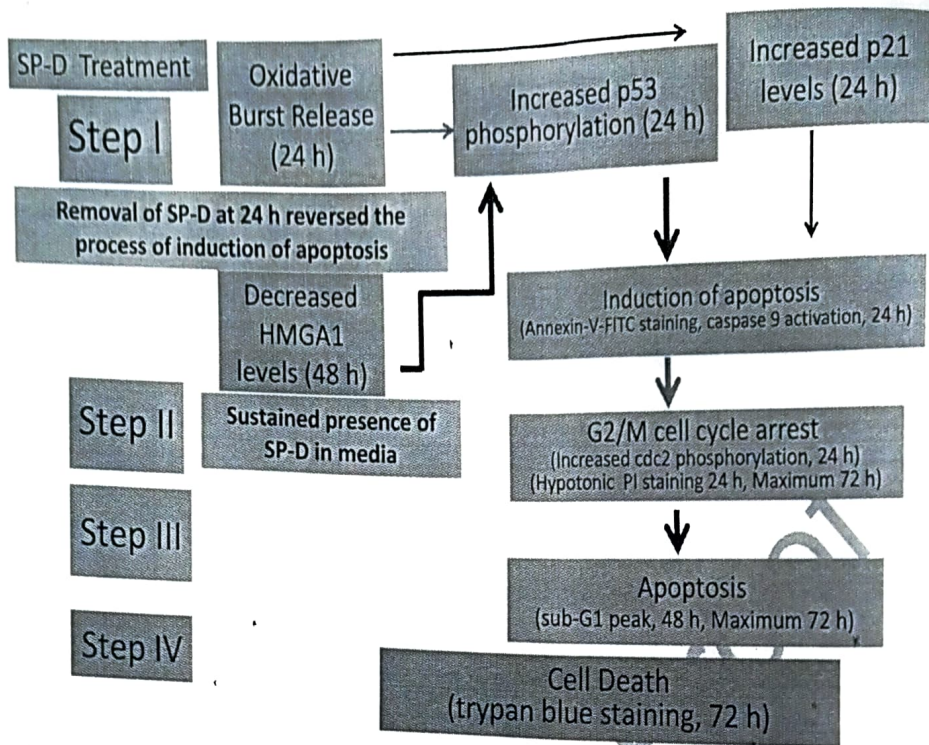 SP-D Treatment
Step I
Oxidative
Burst Release
(24 h)
Increased p53
phosphorylation (24 h)
Increased p21
levels (24 h)
Removal of SP-D at 24 h reversed the
process of induction of apoptosis
Decreased
HMGA1
levels (48 h)
Induction of apoptosis
(Annexin-V-FITC staining, caspase 9 activation, 24 h)
Step II
Sustained presence of
SP-D in media
G2/M cell cycle arrest
(Increased cdc2 phosphorylation, 24 h)
(Hypotonic PI staining 24 h, Maximum 72 h)
Step III
Apoptosis
(sub-G1 peak, 48 h, Maximum 72 h)
Step IV
Cell Death
(trypan blue staining, 72 h)